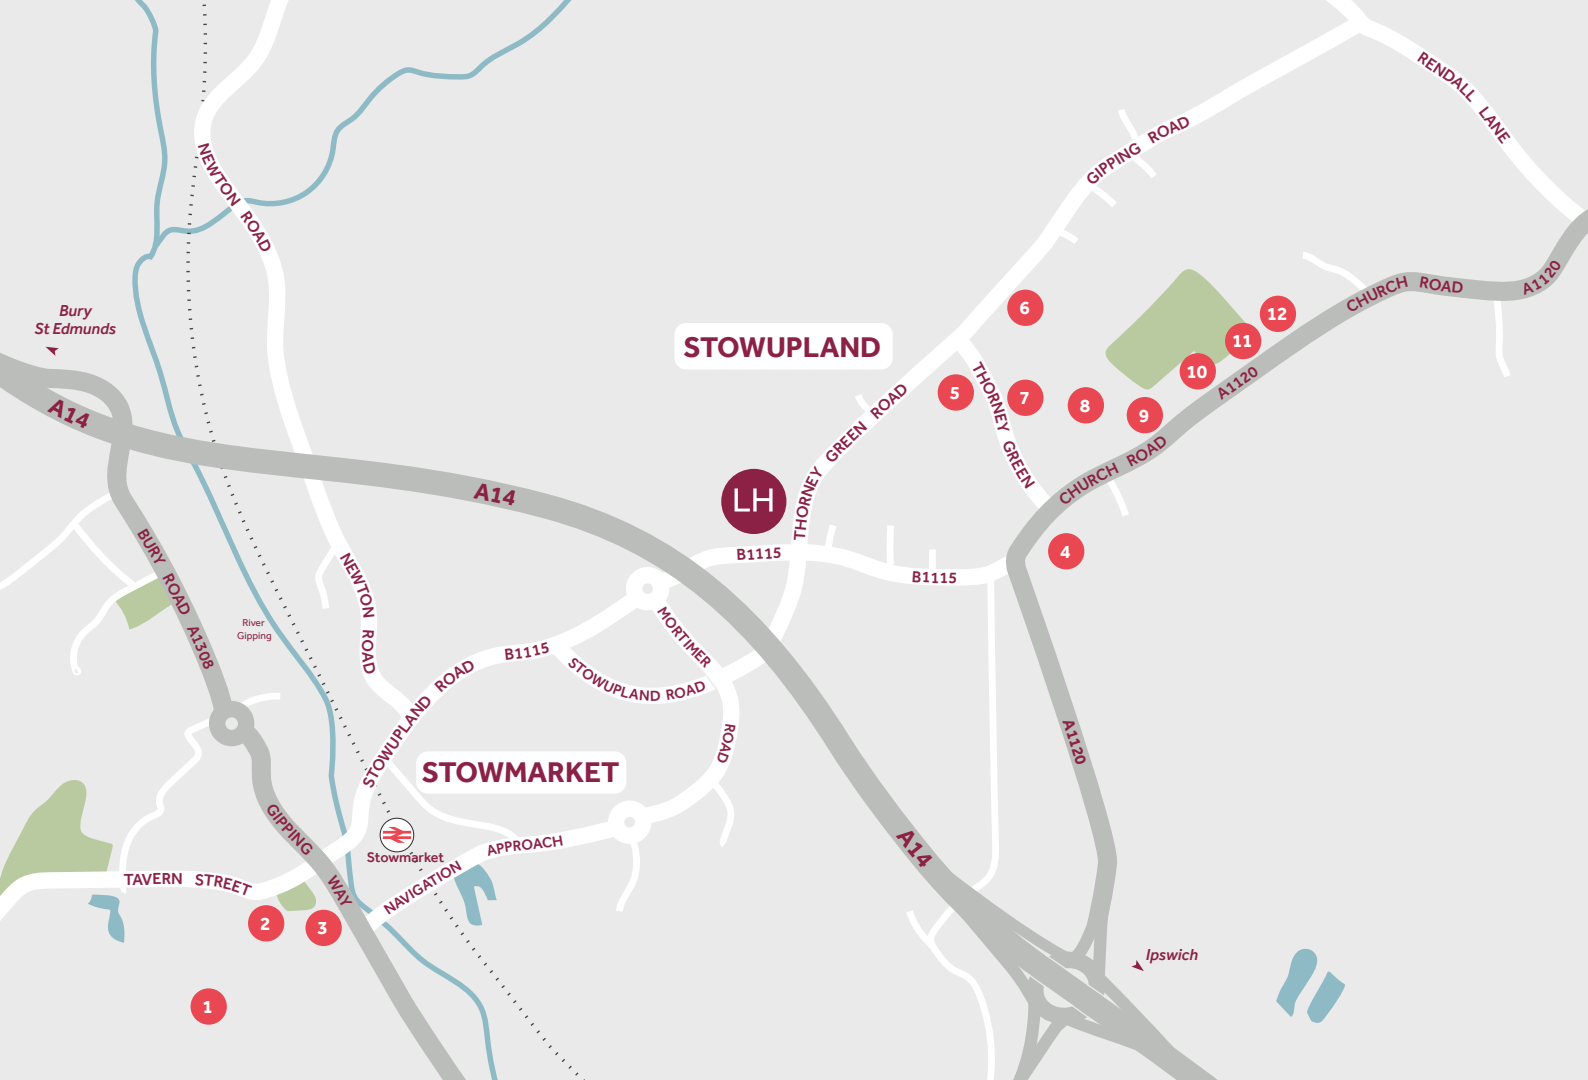 RENDALL LANE
GIPPING ROAD
NEWTON ROAD
CHURCH ROAD
A1120
Bury
St Edmunds
6
12
11
STOWUPLAND
10
A1120
THORNEY GREEN
5
7
8
9
A14
THORNEY GREEN ROAD
CHURCH ROAD
A14
LH
B1115
4
B1115
BURY ROAD A1308
NEWTON ROAD
River
Gipping
MORTIMER
ROAD
B1115
STOWUPLAND ROAD
STOWUPLAND ROAD
A1120
STOWMARKET
GIPPING WAY
Stowmarket
NAVIGATION APPROACH
A14
TAVERN STREET
2
3
Ipswich
1